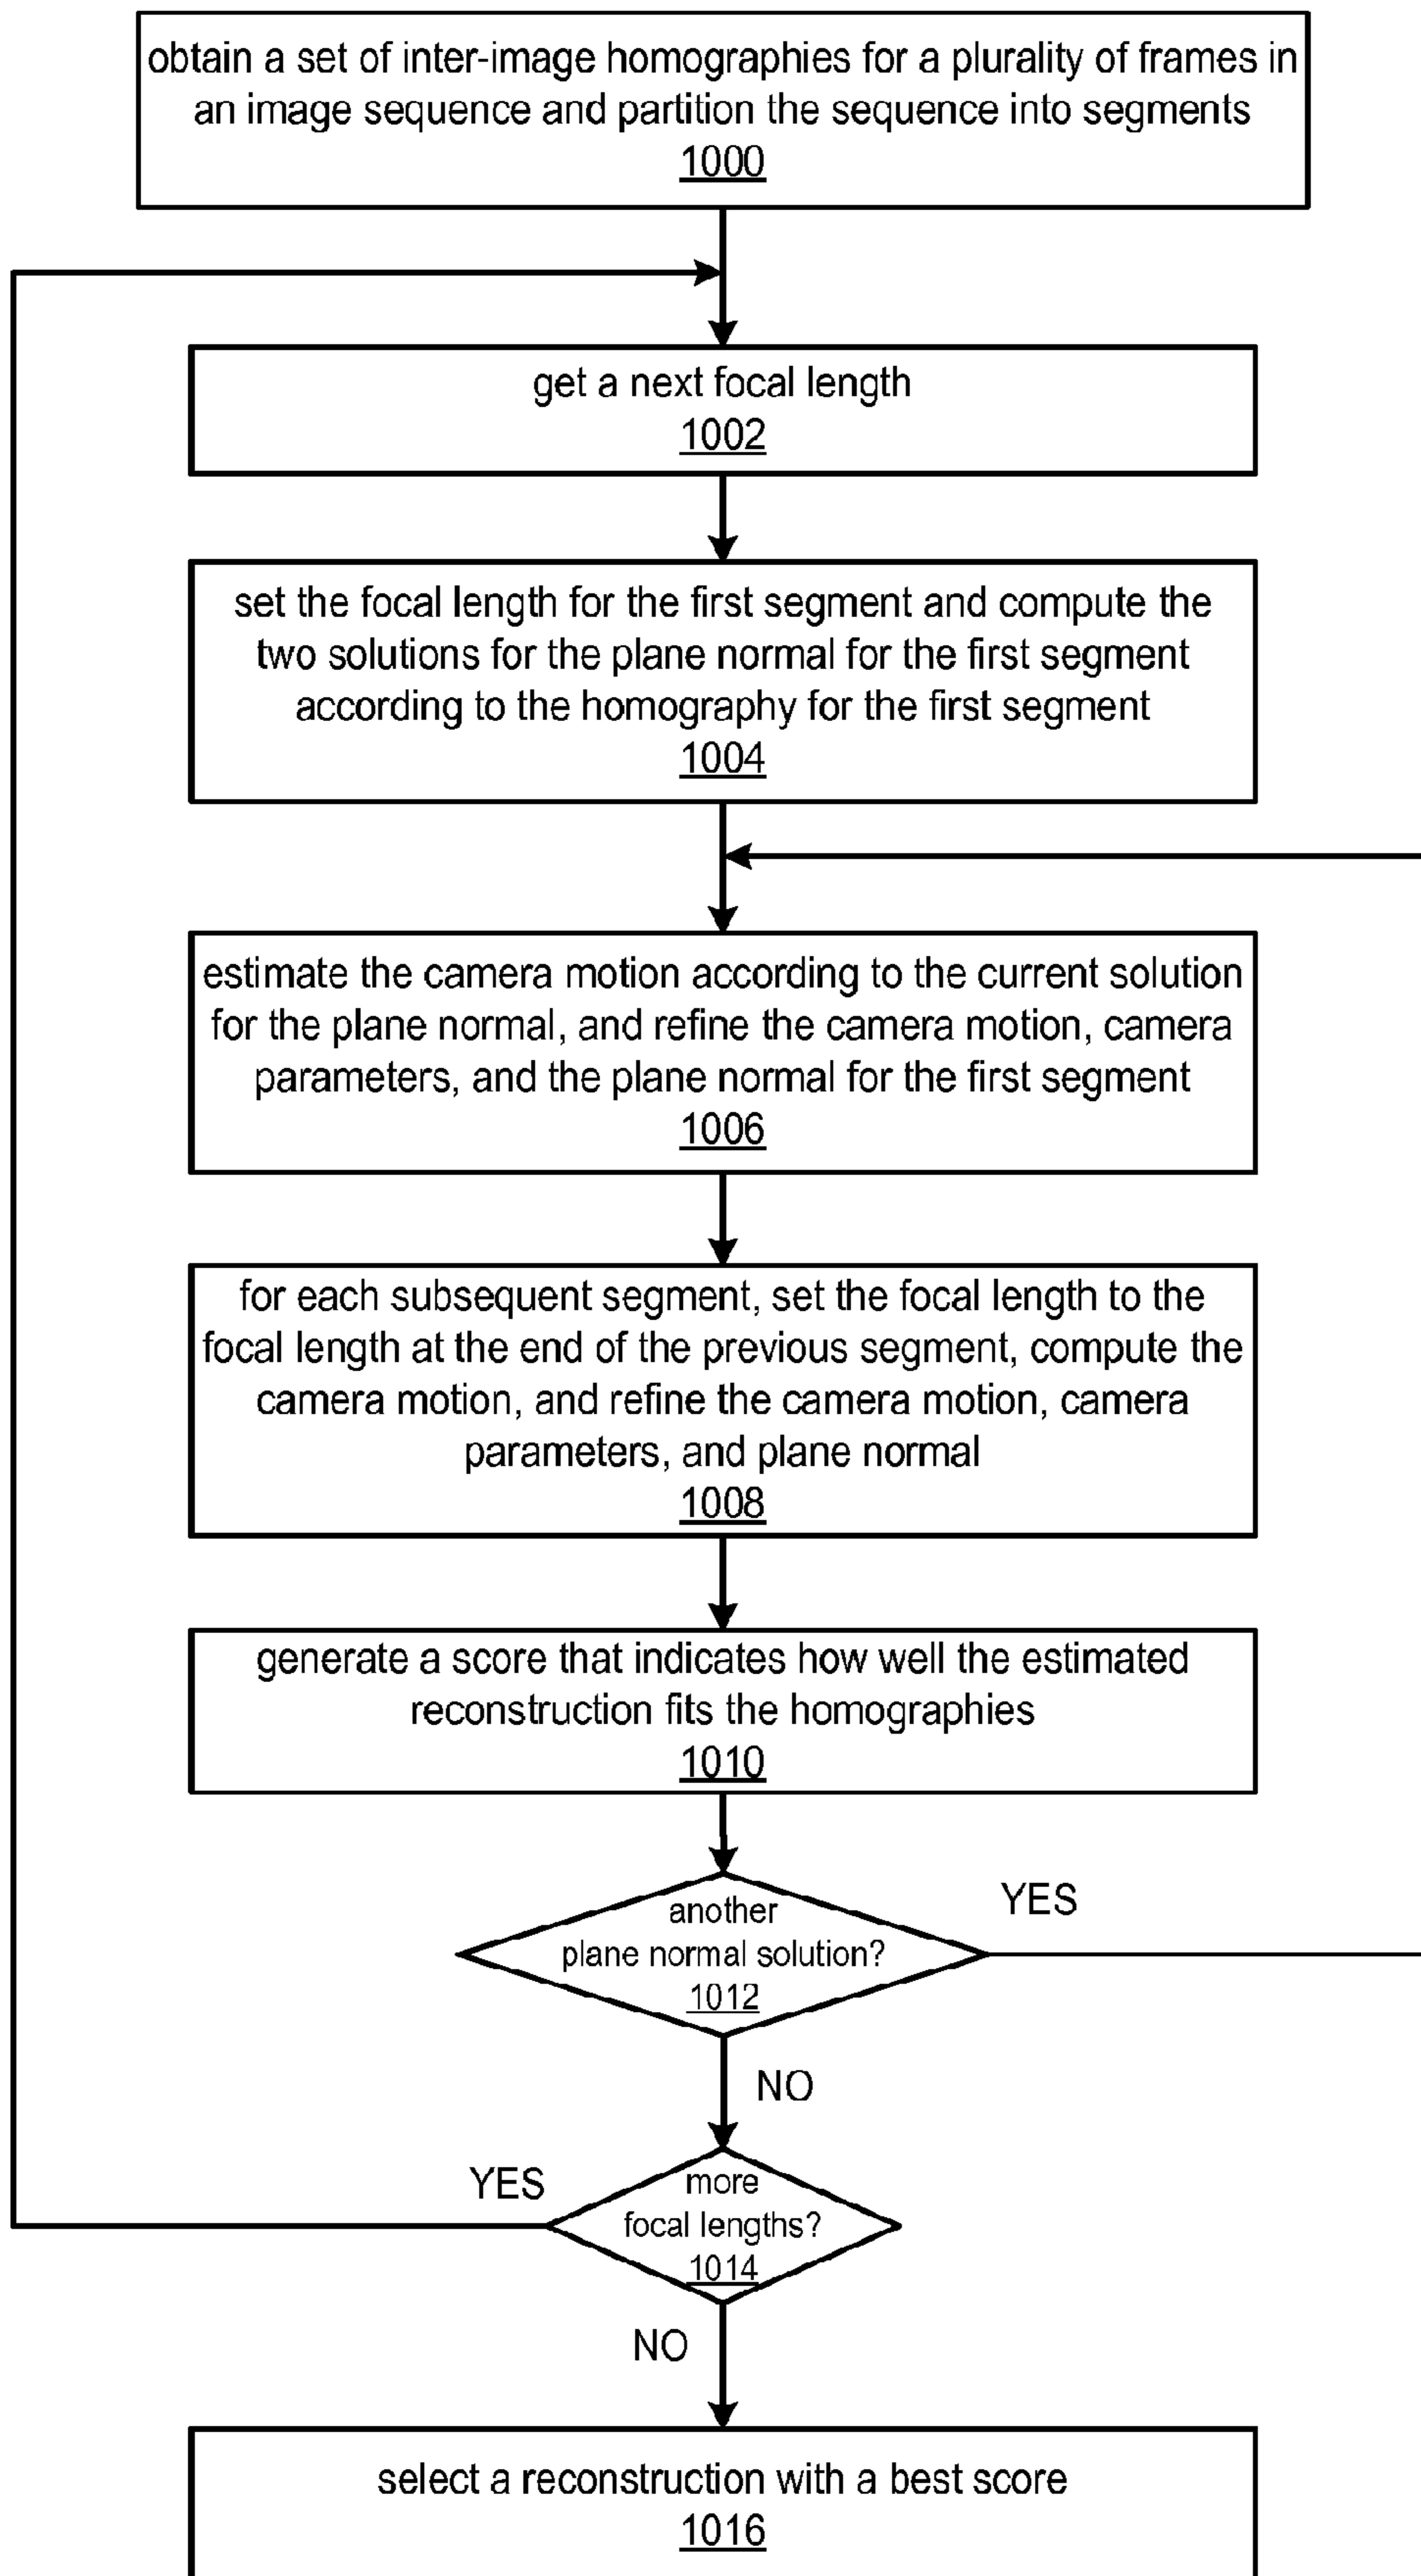 obtain a set of inter-image homographies for a plurality of frames in
an image sequence and partition the sequence into segments
1000
get a next focal length
1002
set the focal length for the first segment and compute the
two solutions for the plane normal for the first segment
according to the homography for the first segment
1004
estimate the camera motion according to the current solution
for the plane normal, and refine the camera motion, camera
parameters, and the plane normal for the first segment
1006
for each subsequent segment, set the focal length to the
focal length at the end of the previous segment, compute the
camera motion, and refine the camera motion, camera
parameters, and plane normal
1008
generate a score that indicates how well the estimated
reconstruction fits the homographies
1010
another
plane normal solution?
1012
YES
NO
more
focal lengths?
1014
YES
NO
select a reconstruction with a best score
1016